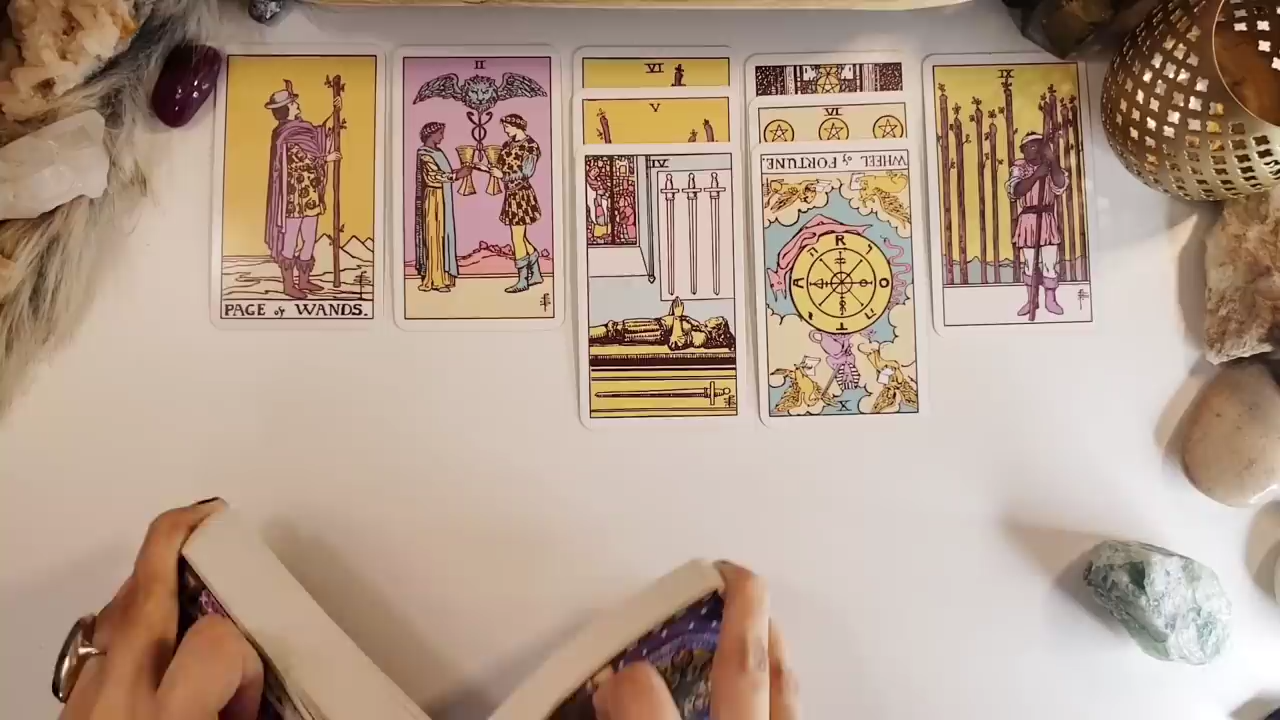 PAGE of WANDS.
II
VI
V
IV
VI
WHEEL of FORTUNE.
X
IX